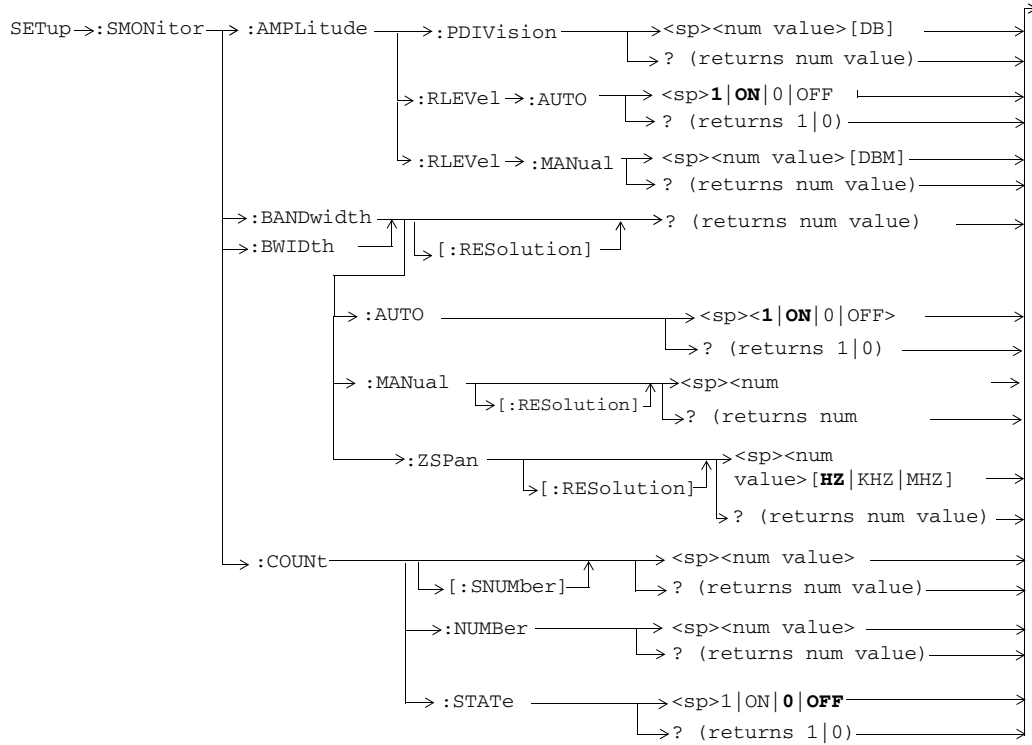 SETup :SMONitor :AMPLitude :PDIVision <sp><num value>[DB]
? (returns num value)
:RLEVel :AUTO <sp>1|ON|0|OFF
? (returns 1|0)
:RLEVel :MANual <sp><num value>[DBM]
? (returns num value)
:BANDwidth ? (returns num value)
:BWIDth [:RESolution]
:AUTO <sp><1|ON|0|OFF>
? (returns 1|0)
:MANual <sp><num
[:RESolution] ? (returns num
:ZSPan <sp><num
[:RESolution] value>[HZ|KHZ|MHZ]
? (returns num value)
:COUNt <sp><num value>
[:SNUMber] ? (returns num value)
:NUMBer <sp><num value>
? (returns num value)
:STATe <sp>1|ON|0|OFF
? (returns 1|0)